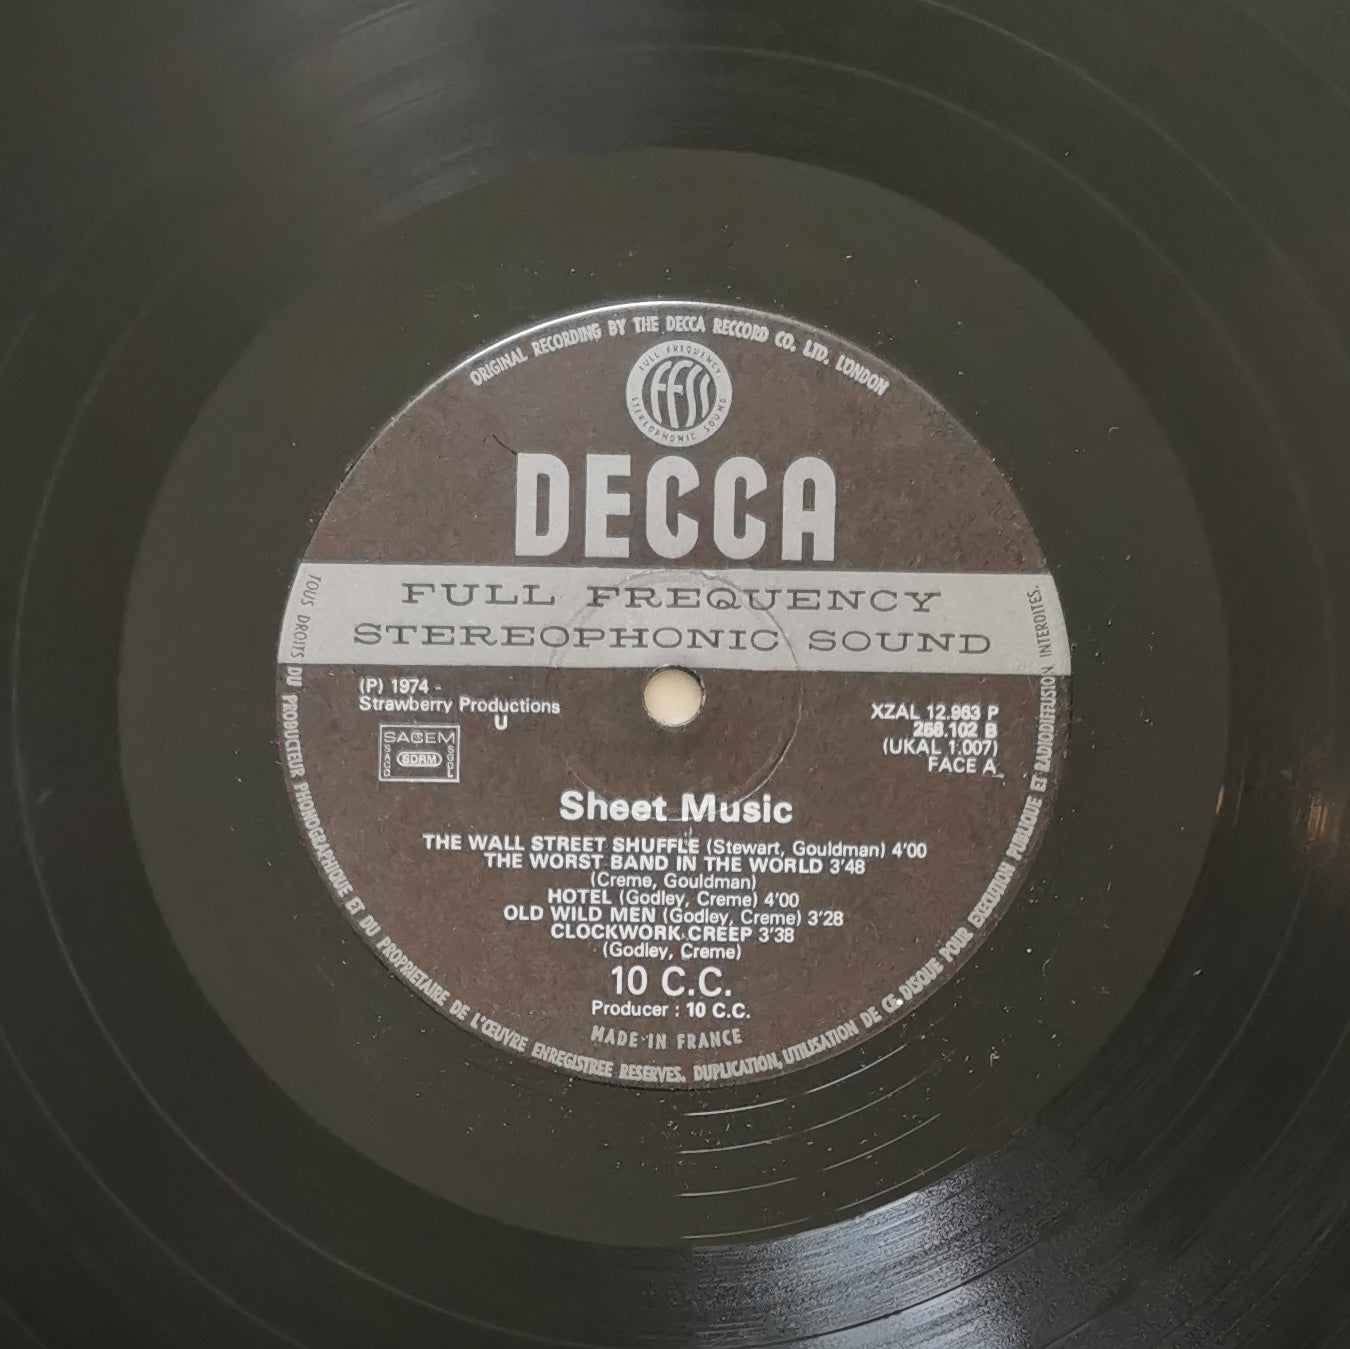 ORIGINAL RECORDING BY THE DECCA RECCORD CO. LTD. LONDON
FULL FREQUENCY
ffss
STEREOPHONIC SOUND
DECCA
FULL FREQUENCY
STEREOPHONIC SOUND
(P) 1974 -
Strawberry Productions
U
SACEM
SACD
SDRM
SGDL
XZAL 12.963 P
258.102 B
(UKAL 1.007)
FACE A
Sheet Music
THE WALL STREET SHUFFLE (Stewart, Gouldman) 4'00
THE WORST BAND IN THE WORLD 3'48
(Creme, Gouldman)
HOTEL (Godley, Creme) 4'00
OLD WILD MEN (Godley, Creme) 3'28
CLOCKWORK CREEP 3'38
(Godley, Creme)
10 C.C.
Producer : 10 C.C.
MADE IN FRANCE
TOUS DROITS DU PRODUCTEUR PHONOGRAPHIQUE ET DU PROPRIETAIRE DE L'ŒUVRE ENREGISTREE RESERVES. DUPLICATION, UTILISATION DE CE DISQUE POUR EXECUTION PUBLIQUE ET RADIODIFFUSION INTERDITES.